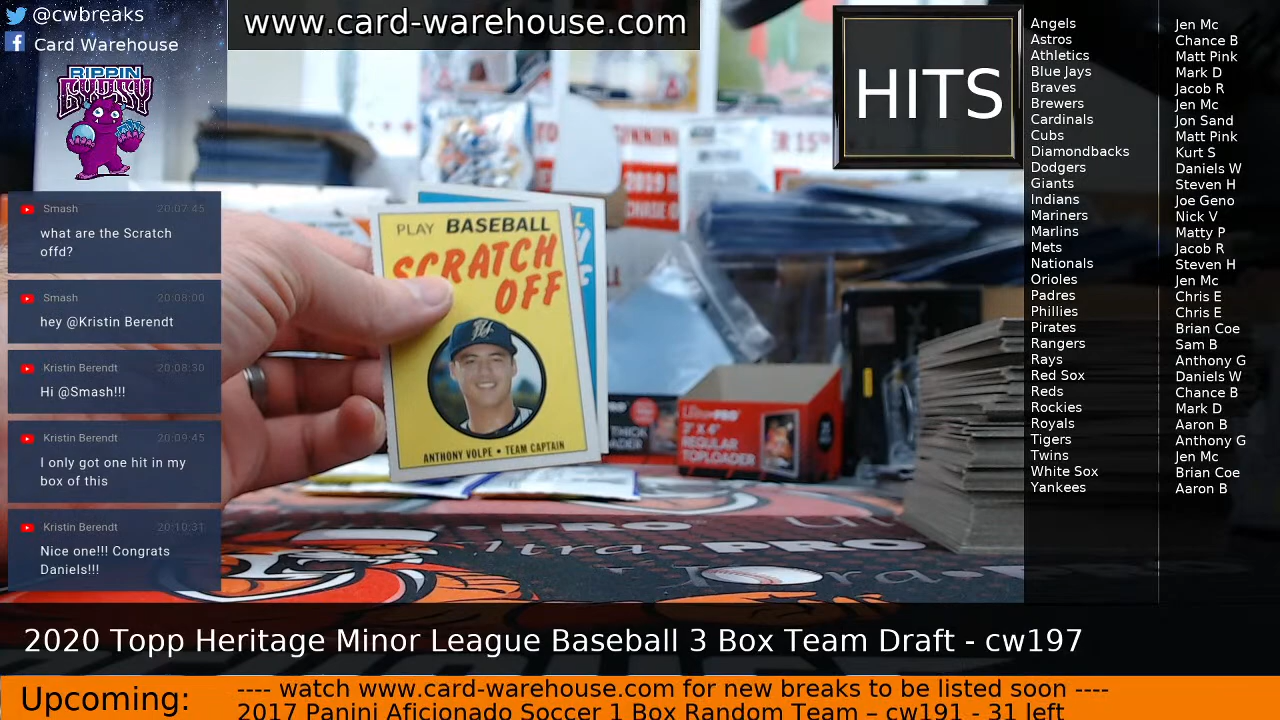 @cwbreaks
Card Warehouse
RIPPIN
GYPSY
www.card-warehouse.com
HITS
Smash 20:07:45
what are the Scratch
offd?
Smash 20:08:00
hey @Kristin Berendt
Kristin Berendt 20:08:30
Hi @Smash!!!
Kristin Berendt 20:09:45
I only got one hit in my
box of this
Kristin Berendt 20:10:31
Nice one!!! Congrats
Daniels!!!
PLAY BASEBALL
SCRATCH
OFF
ANTHONY VOLPE • TEAM CAPTAIN
Ultra•PRO
3" X 4"
REGULAR
TOPLOADER
PRO
Angels Jen Mc
Astros Chance B
Athletics Matt Pink
Blue Jays Mark D
Braves Jacob R
Brewers Jen Mc
Cardinals Jon Sand
Cubs Matt Pink
Diamondbacks Kurt S
Dodgers Daniels W
Giants Steven H
Indians Joe Geno
Mariners Nick V
Marlins Matty P
Mets Jacob R
Nationals Steven H
Orioles Jen Mc
Padres Chris E
Phillies Chris E
Pirates Brian Coe
Rangers Sam B
Rays Anthony G
Red Sox Daniels W
Reds Chance B
Rockies Mark D
Royals Aaron B
Tigers Anthony G
Twins Jen Mc
White Sox Brian Coe
Yankees Aaron B
2020 Topp Heritage Minor League Baseball 3 Box Team Draft - cw197
Upcoming:
---- watch www.card-warehouse.com for new breaks to be listed soon ----
2017 Panini Aficionado Soccer 1 Box Random Team – cw191 - 31 left